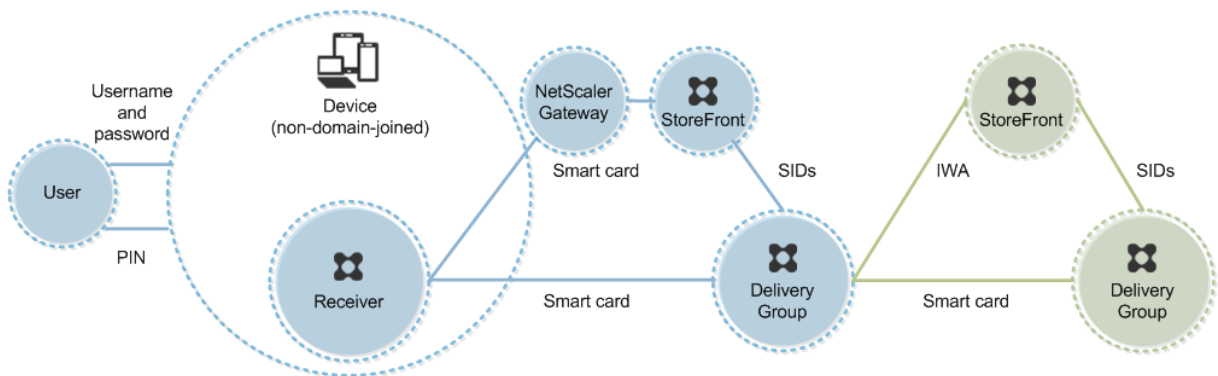 Username
and
password
User
PIN
Device
(non-domain-joined)
Receiver
NetScaler
Gateway
StoreFront
Smart card
SIDs
Smart card
Delivery
Group
StoreFront
IWA
SIDs
Smart card
Delivery
Group